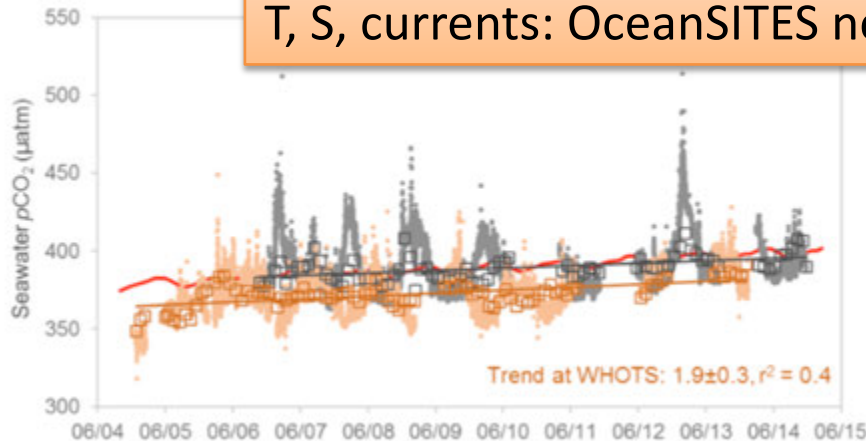 T, S, currents: OceanSITES
550
500
450
400
350
300
Seawater pCO₂ (µatm)
Trend at WHOTS: 1.9±0.3, r² = 0.4
06/04 06/05 06/06 06/07 06/08 06/09 06/10 06/11 06/12 06/13 06/14 06/15